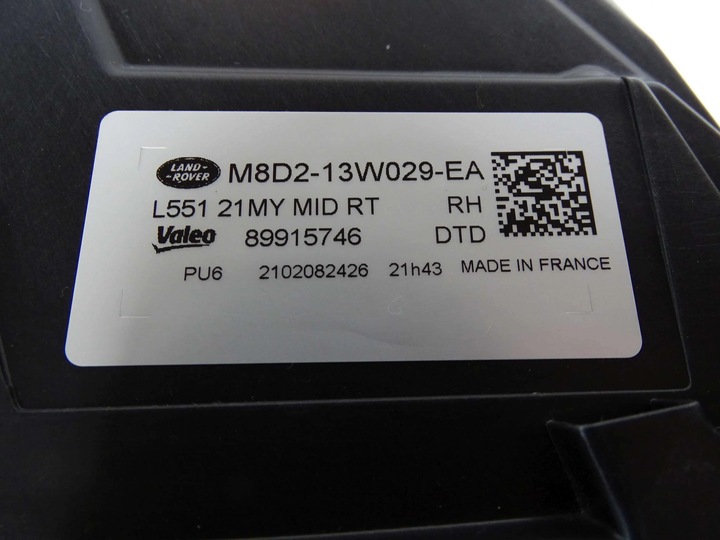 LAND-
-ROVER
M8D2-13W029-EA
L551 21MY MID RT RH
Valeo 89915746 DTD
PU6 2102082426 21h43 MADE IN FRANCE